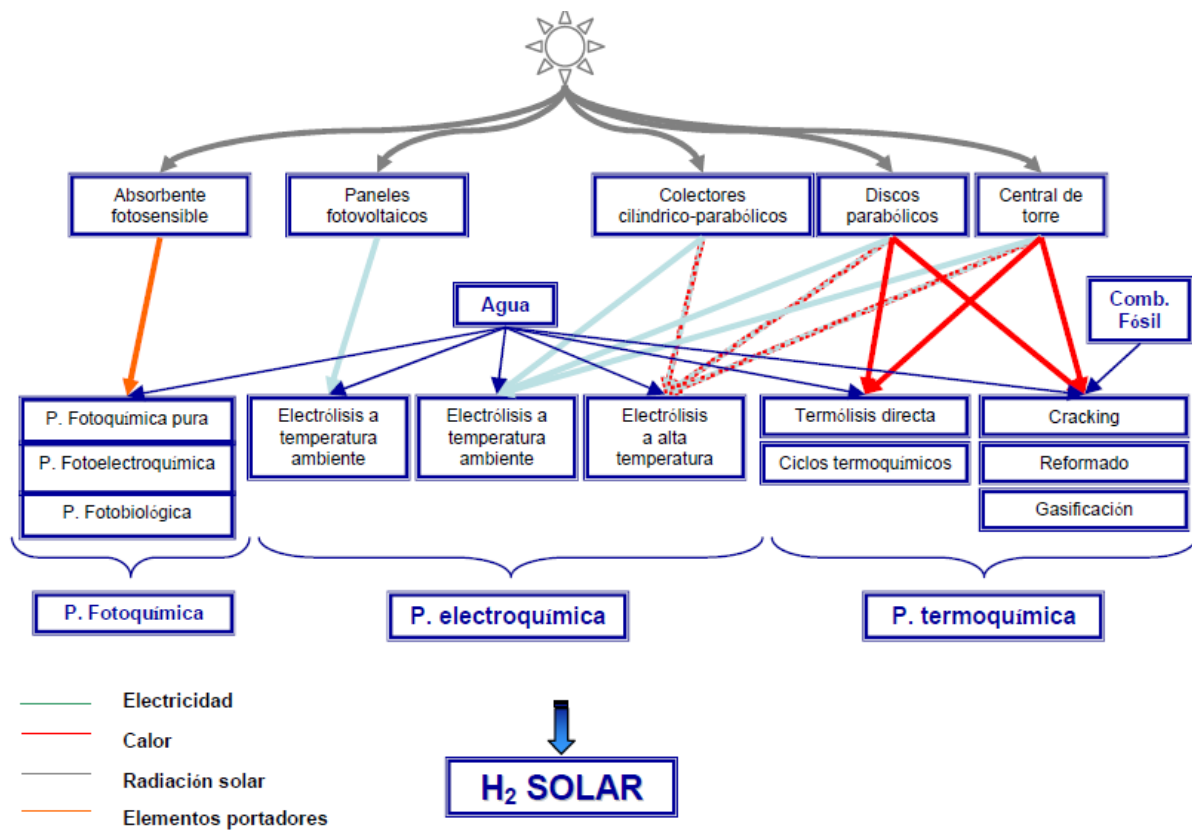 Absorbente
fotosensible
Paneles
fotovoltaicos
Colectores
cilíndrico-parabólicos
Discos
parabólicos
Central de
torre
Agua
Comb.
Fósil
P. Fotoquímica pura
P. Fotoelectroquímica
P. Fotobiológica
Electrólisis a
temperatura
ambiente
Electrólisis a
temperatura
ambiente
Electrólisis
a alta
temperatura
Termólisis directa
Ciclos termoquímicos
Cracking
Reformado
Gasificación
P. Fotoquímica
P. electroquímica
P. termoquímica
Electricidad
Calor
Radiación solar
Elementos portadores
H₂ SOLAR